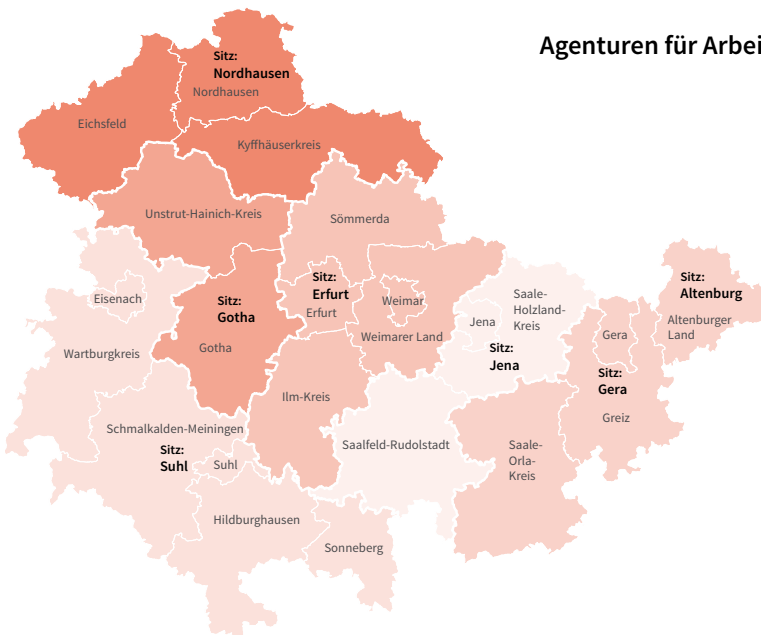 Agenturen für Arbei
Sitz:
Nordhausen
Nordhausen
Eichsfeld
Kyffhäuserkreis
Unstrut-Hainich-Kreis
Sömmerda
Eisenach
Sitz:
Gotha
Gotha
Sitz:
Erfurt
Erfurt
Weimar
Weimarer Land
Saale-
Holzland-
Kreis
Jena
Sitz:
Jena
Sitz:
Altenburg
Altenburger
Land
Gera
Sitz:
Gera
Greiz
Wartburgkreis
Ilm-Kreis
Schmalkalden-Meiningen
Sitz:
Suhl
Suhl
Saalfeld-Rudolstadt
Saale-
Orla-
Kreis
Hildburghausen
Sonneberg